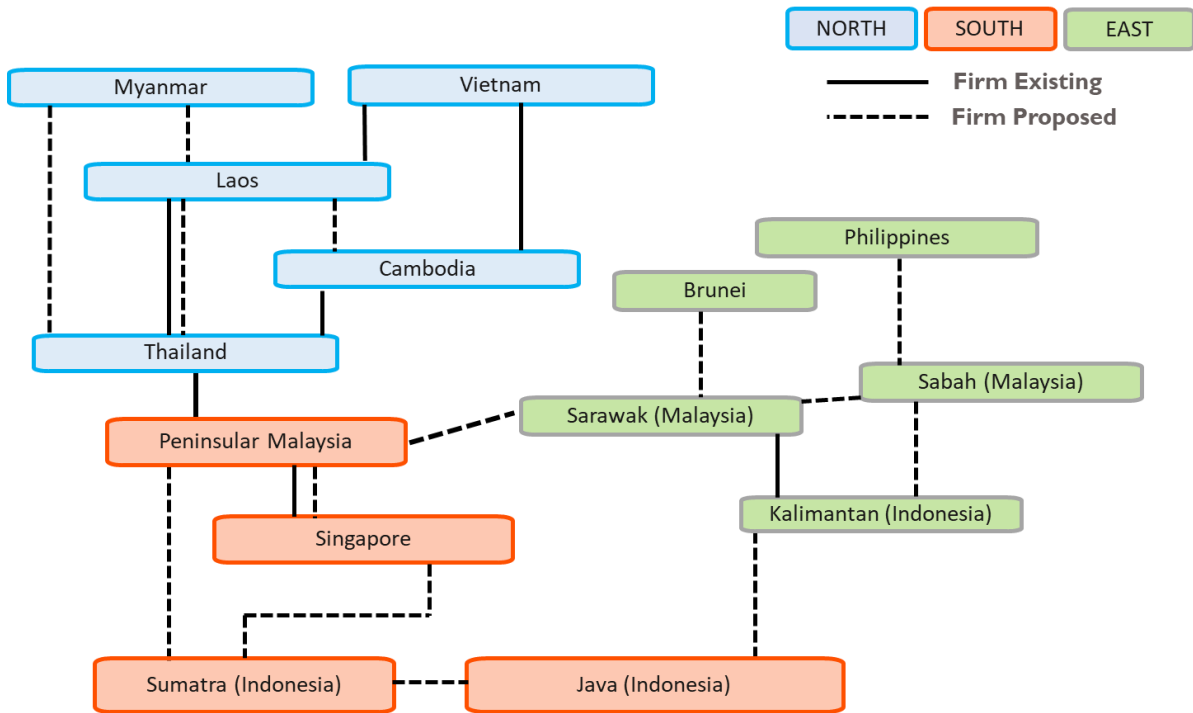 NORTH
SOUTH
EAST
Firm Existing
Firm Proposed
Myanmar
Vietnam
Laos
Cambodia
Thailand
Philippines
Brunei
Sabah (Malaysia)
Sarawak (Malaysia)
Peninsular Malaysia
Kalimantan (Indonesia)
Singapore
Sumatra (Indonesia)
Java (Indonesia)